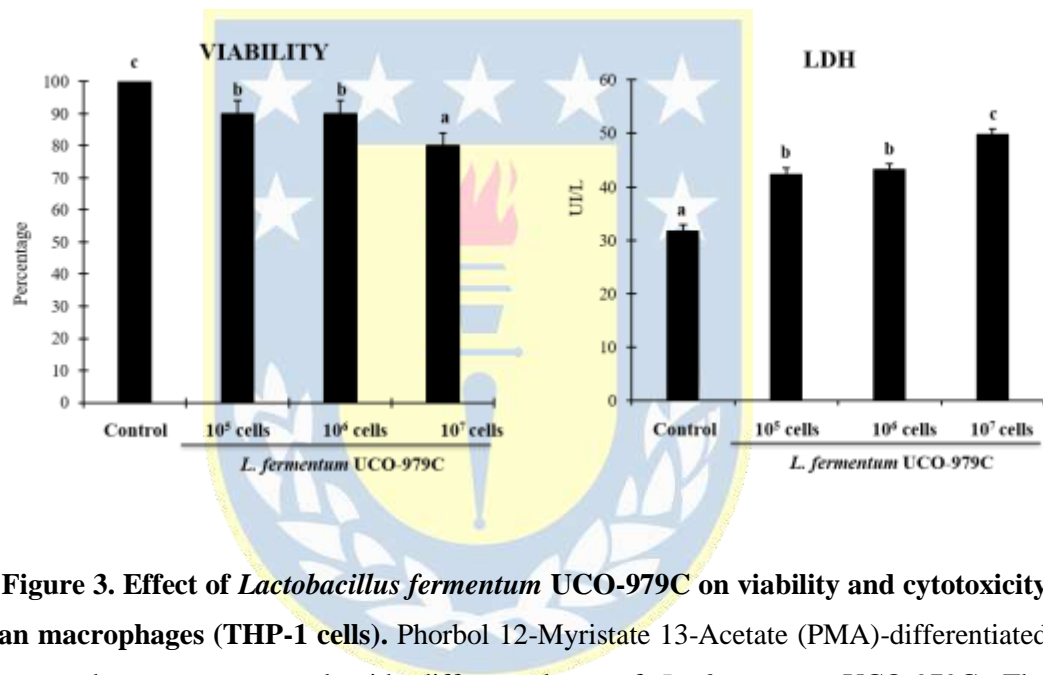 VIABILITY
c
b
b
a
100
90
80
70
60
50
40
30
20
10
0
Percentage
Control
10⁵ cells
10⁶ cells
10⁷ cells
L. fermentum UCO-979C
LDH
60
50
40
30
20
10
0
UI/L
a
b
b
c
Control
10⁵ cells
10⁶ cells
10⁷ cells
L. fermentum UCO-979C
Figure 3. Effect of Lactobacillus fermentum UCO-979C on viability and cytotoxicity
an macrophages (THP-1 cells). Phorbol 12-Myristate 13-Acetate (PMA)-differentiated